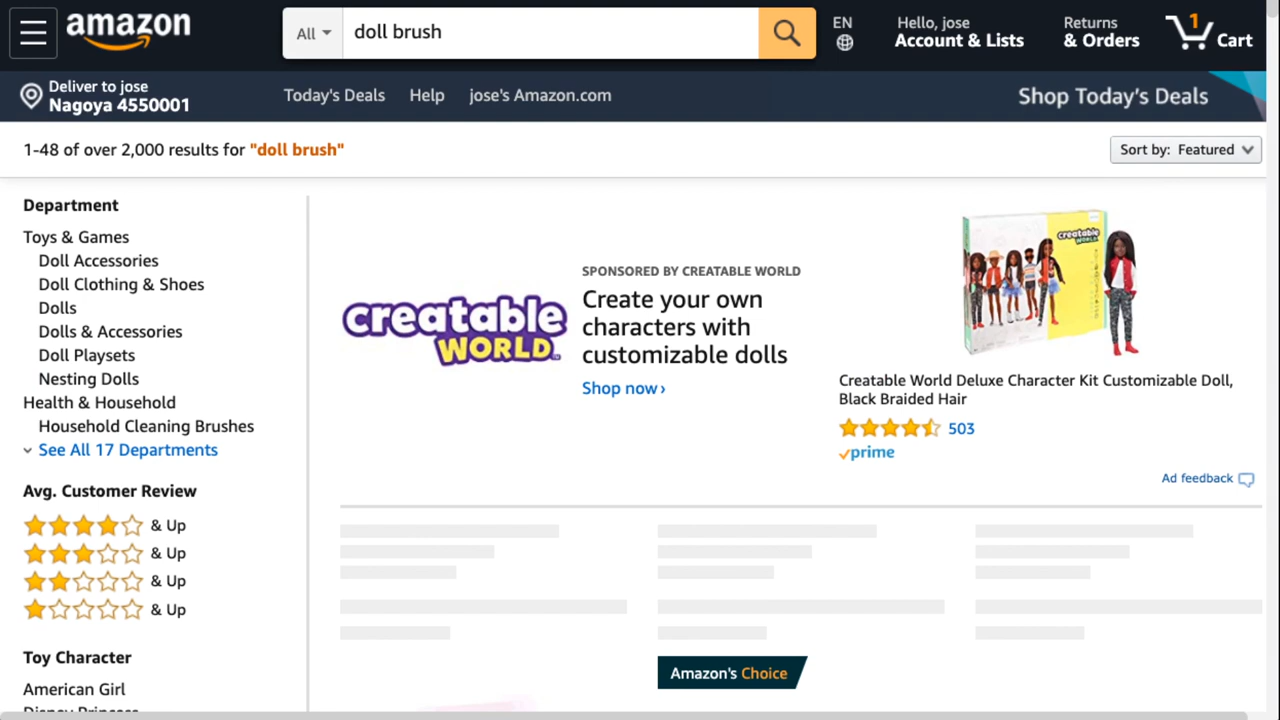 amazon
All
doll brush
EN
Hello, jose
Account & Lists
Returns
& Orders
1
Cart
Deliver to jose
Nagoya 4550001
Today's Deals
Help
jose's Amazon.com
Shop Today's Deals
1-48 of over 2,000 results for "doll brush"
Sort by: Featured
Department
Toys & Games
Doll Accessories
Doll Clothing & Shoes
Dolls
Dolls & Accessories
Doll Playsets
Nesting Dolls
Health & Household
Household Cleaning Brushes
See All 17 Departments
Avg. Customer Review
& Up
& Up
& Up
& Up
Toy Character
American Girl
Disney Princess
creatable
WORLD
SPONSORED BY CREATABLE WORLD
Create your own
characters with
customizable dolls
Shop now ›
creatable
WORLD
Creatable World Deluxe Character Kit Customizable Doll,
Black Braided Hair
503
prime
Ad feedback
Amazon's Choice